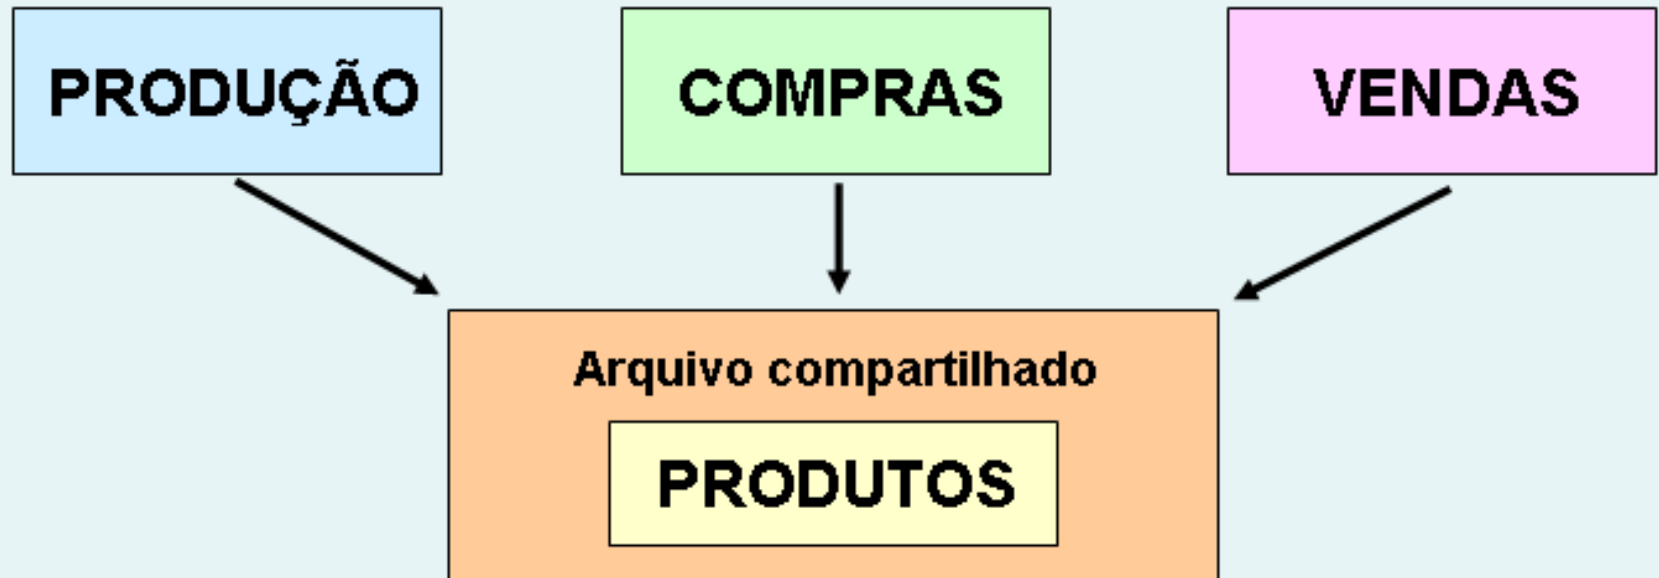 PRODUÇÃO
COMPRAS
VENDAS
Arquivo compartilhado
PRODUTOS